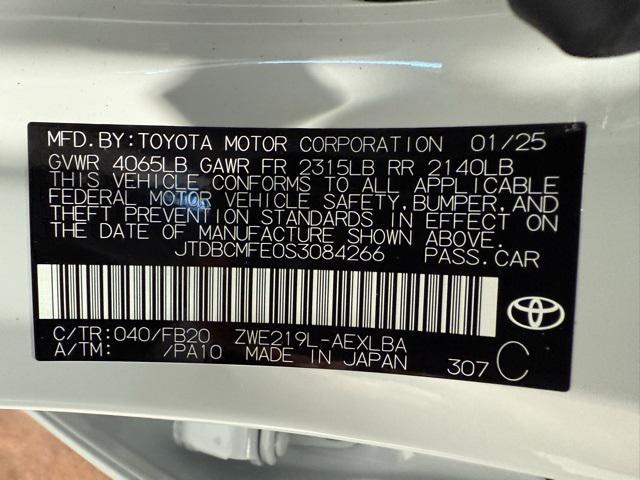 MFD.BY:TOYOTA MOTOR CORPORATION 01/25
GVWR 4065LB GAWR FR 2315LB RR 2140LB
THIS VEHICLE CONFORMS TO ALL APPLICABLE
FEDERAL MOTOR VEHICLE SAFETY,BUMPER,AND
THEFT PREVENTION STANDARDS IN EFFECT ON
THE DATE OF MANUFACTURE SHOWN ABOVE.
JTDBCMFE0S3084266 PASS.CAR
C/TR:040/FB20 ZWE219L-AEXLBA
A/TM: /PA10 MADE IN JAPAN 307 C